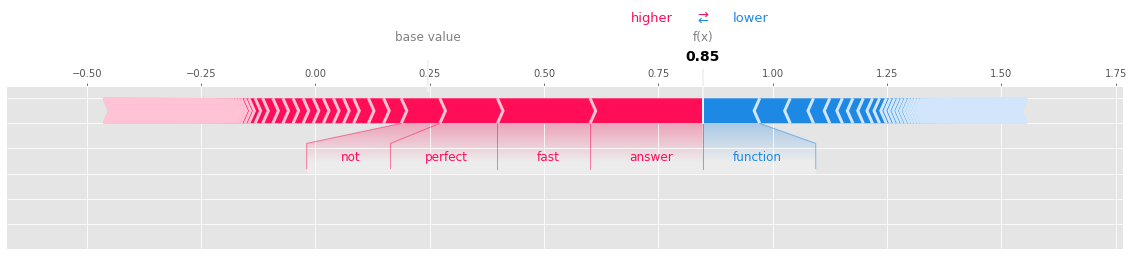 higher ⇄ lower
base value f(x)
0.85
−0.50 −0.25 0.00 0.25 0.50 0.75 1.00 1.25 1.50 1.75
not perfect fast answer function